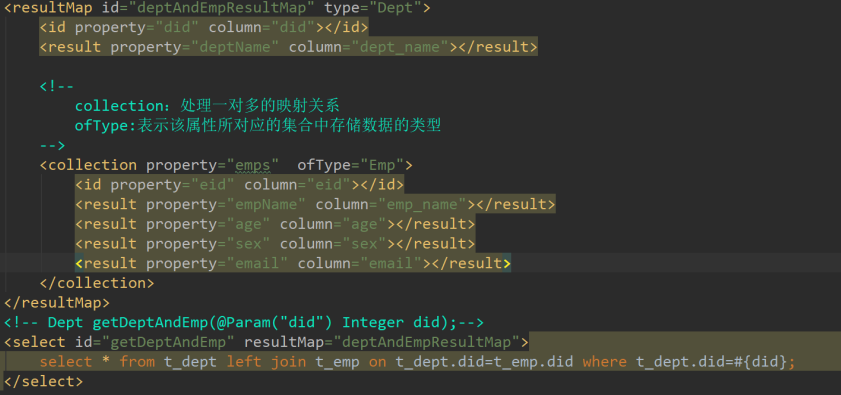 <resultMap id="deptAndEmpResultMap" type="Dept">
<id property="did" column="did"></id>
<result property="deptName" column="dept_name"></result>
<!--
collection：处理一对多的映射关系
ofType:表示该属性所对应的集合中存储数据的类型
-->
<collection property="emps"  ofType="Emp">
<id property="eid" column="eid"></id>
<result property="empName" column="emp_name"></result>
<result property="age" column="age"></result>
<result property="sex" column="sex"></result>
<result property="email" column="email"></result>
</collection>
</resultMap>
<!-- Dept getDeptAndEmp(@Param("did") Integer did);-->
<select id="getDeptAndEmp" resultMap="deptAndEmpResultMap">
select * from t_dept left join t_emp on t_dept.did=t_emp.did where t_dept.did=#{did};
</select>